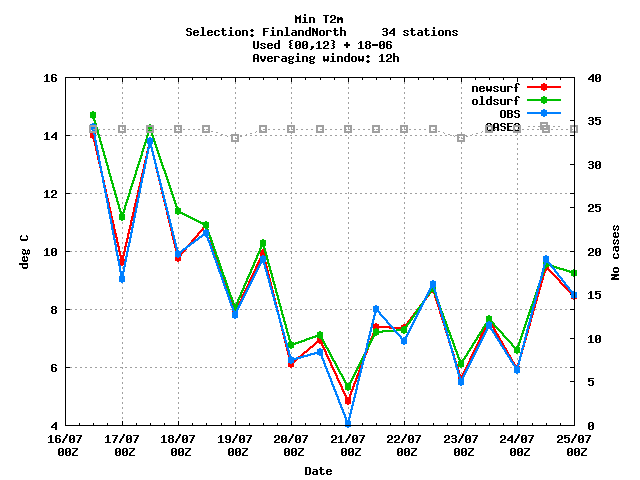 Min T2m
Selection: FinlandNorth     34 stations
Used {00,12} + 18-06
Averaging window: 12h
16 40
newsurf
oldsurf
OBS
CASES
35
14
30
12
25
deg C
10 20
No cases
15
8
10
6
5
4 0
16/07 17/07 18/07 19/07 20/07 21/07 22/07 23/07 24/07 25/07
00Z 00Z 00Z 00Z 00Z 00Z 00Z 00Z 00Z 00Z
Date